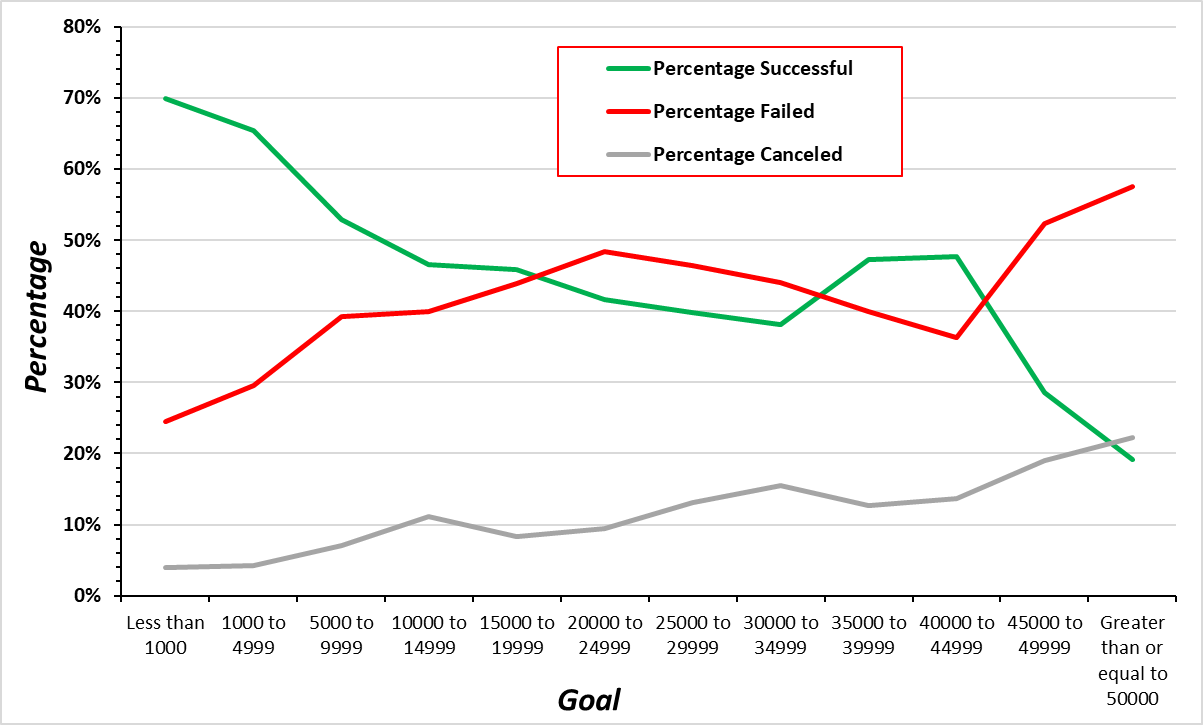 80%
70%
60%
50%
40%
30%
20%
10%
0%
Percentage
Percentage Successful
Percentage Failed
Percentage Canceled
Less than
1000
1000 to
4999
5000 to
9999
10000 to
14999
15000 to
19999
20000 to
24999
25000 to
29999
30000 to
34999
35000 to
39999
40000 to
44999
45000 to
49999
Greater
than or
equal to
50000
Goal